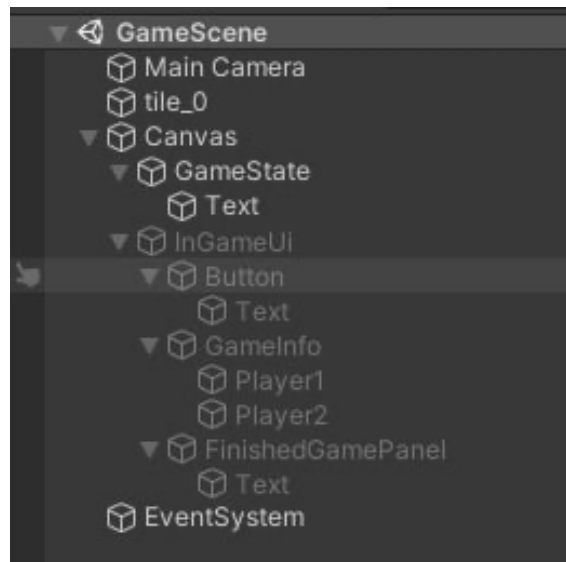 GameScene
Main Camera
tile_0
Canvas
GameState
Text
InGameUi
Button
Text
GameInfo
Player1
Player2
FinishedGamePanel
Text
EventSystem